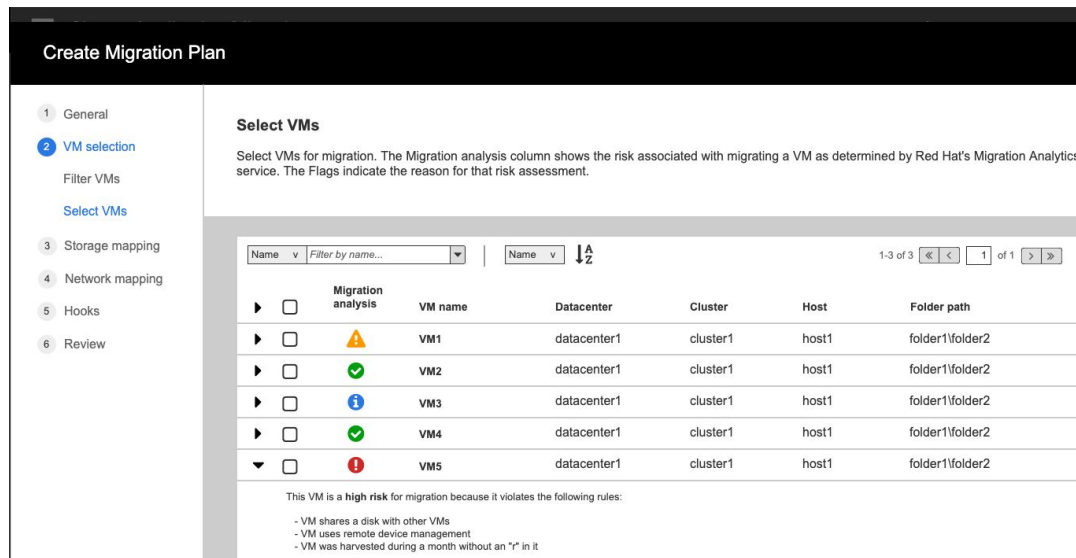 Create Migration Plan
1 General
2 VM selection
Filter VMs
Select VMs
3 Storage mapping
4 Network mapping
5 Hooks
6 Review
Select VMs
Select VMs for migration. The Migration analysis column shows the risk associated with migrating a VM as determined by Red Hat's Migration Analytics
service. The Flags indicate the reason for that risk assessment.
Name v Filter by name... Name v A Z 1-3 of 3 1 of 1
Migration analysis VM name Datacenter Cluster Host Folder path
VM1 datacenter1 cluster1 host1 folder1\folder2
VM2 datacenter1 cluster1 host1 folder1\folder2
VM3 datacenter1 cluster1 host1 folder1\folder2
VM4 datacenter1 cluster1 host1 folder1\folder2
VM5 datacenter1 cluster1 host1 folder1\folder2
This VM is a high risk for migration because it violates the following rules:
- VM shares a disk with other VMs
- VM uses remote device management
- VM was harvested during a month without an "r" in it